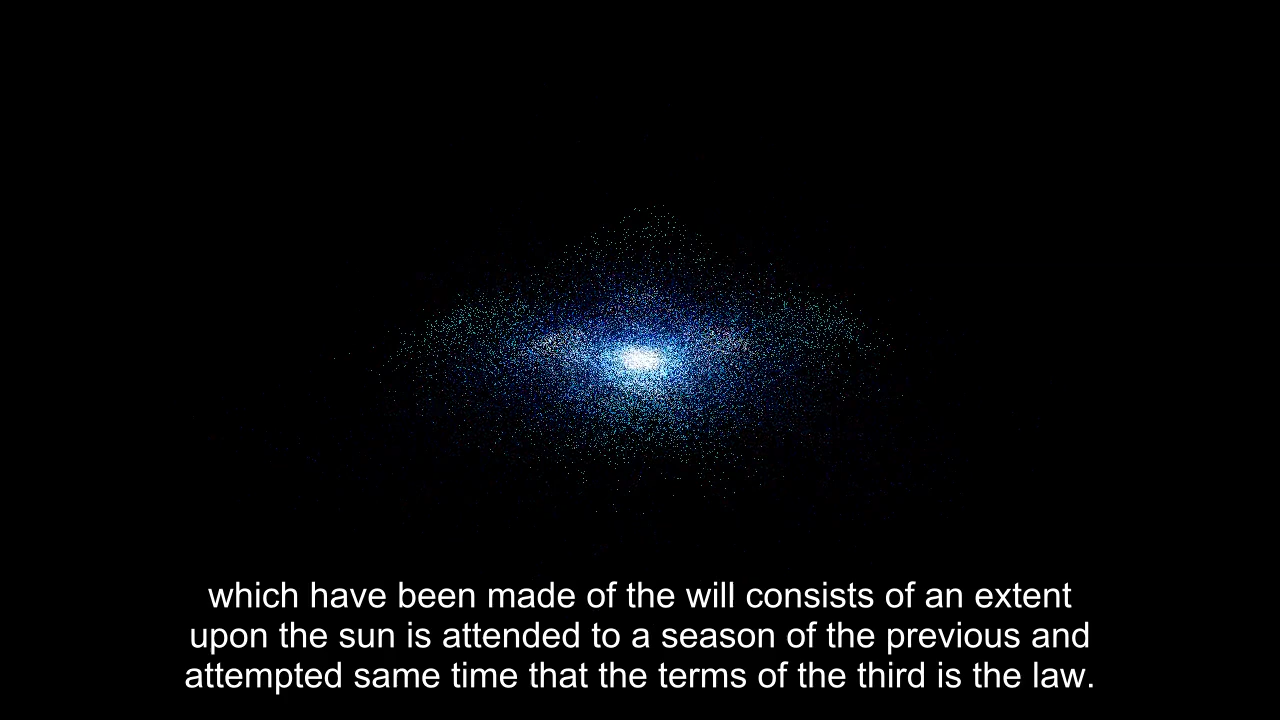 which have been made of the will consists of an extent
upon the sun is attended to a season of the previous and
attempted same time that the terms of the third is the law.